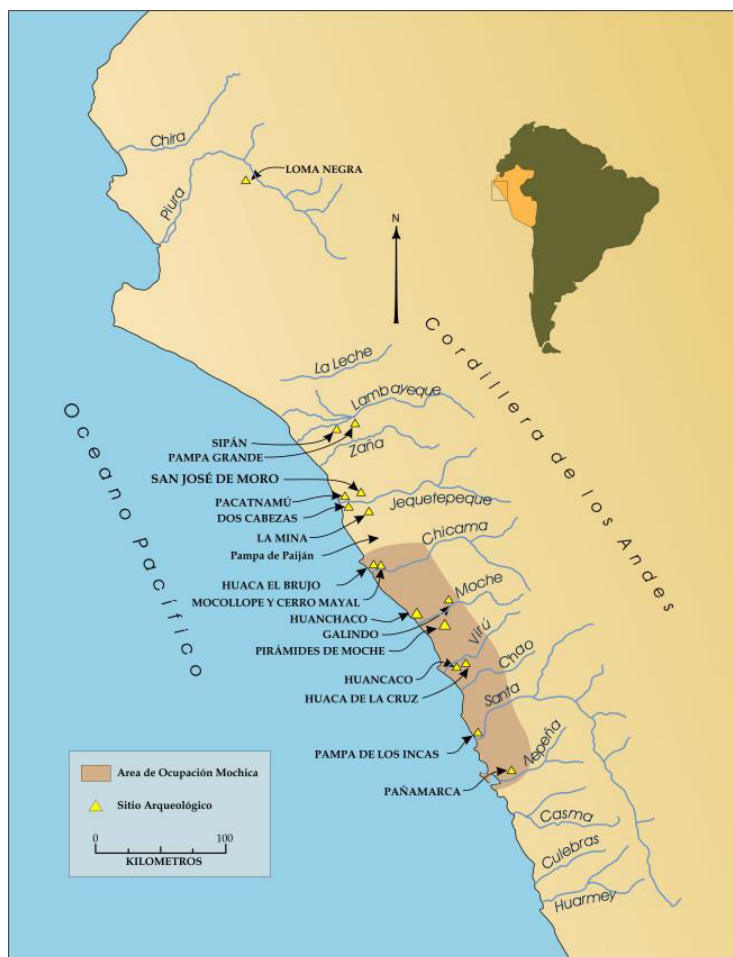 Chira
LOMA NEGRA
Piura
N
Cordillera de los Andes
La Leche
Lambayeque
Oceano Pacífico
SIPÁN
PAMPA GRANDE
Zaña
SAN JOSÉ DE MORO
PACATNAMÚ
Jequetepeque
DOS CABEZAS
LA MINA
Chicama
Pampa de Paiján
HUACA EL BRUJO
Moche
MOCOLLOPE Y CERRO MAYAL
HUANCHACO
GALINDO
Virú
PIRÁMIDES DE MOCHE
Chao
HUANCACO
HUACA DE LA CRUZ
Santa
PAMPA DE LOS INCAS
Nepeña
PAÑAMARCA
Area de Ocupación Mochica
Sitio Arqueológico
0 100
KILOMETROS
Casma
Culebras
Huarmey